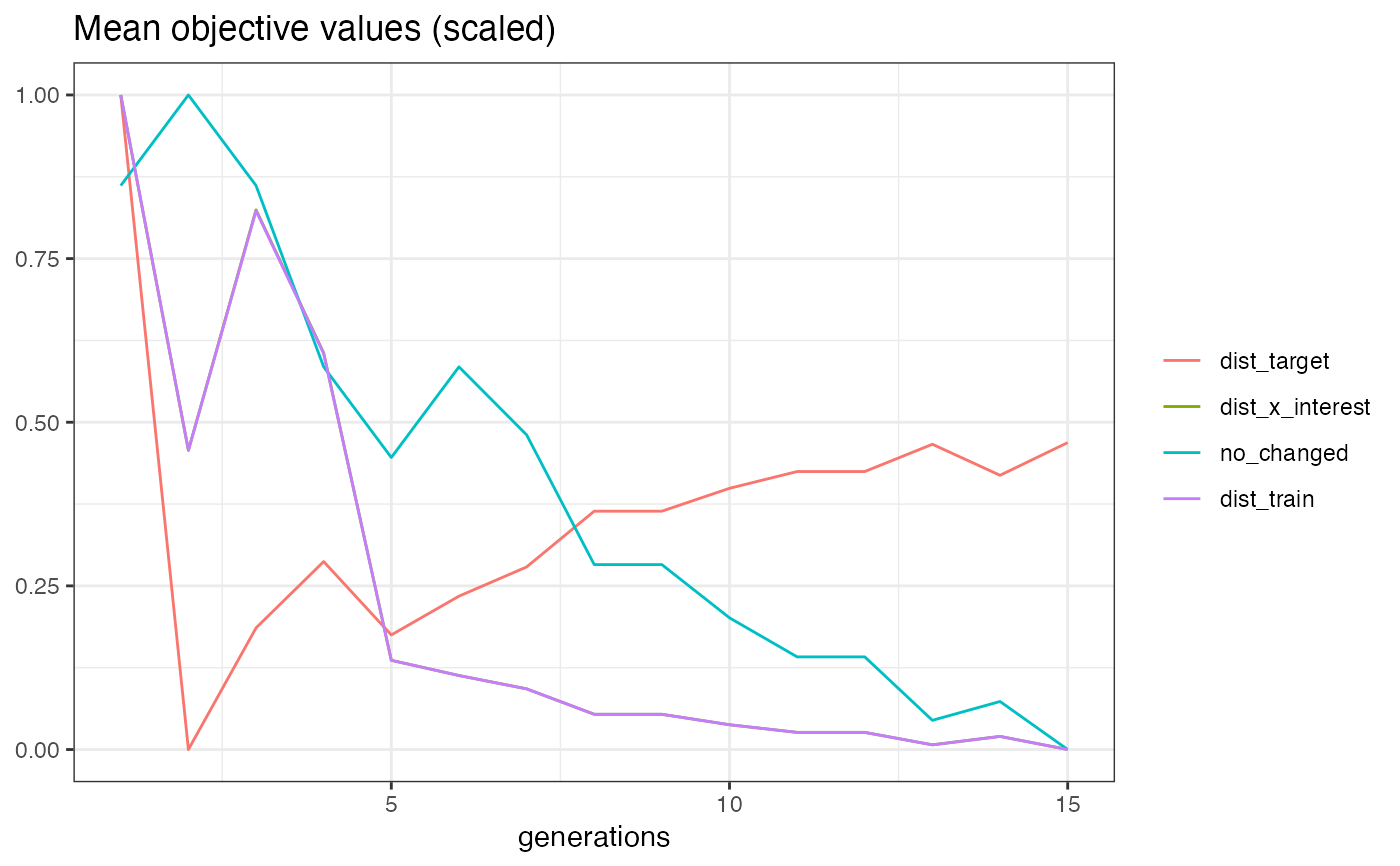 Mean objective values (scaled)
1.00
0.75
0.50
0.25
0.00
5
10
15
generations
dist_target
dist_x_interest
no_changed
dist_train